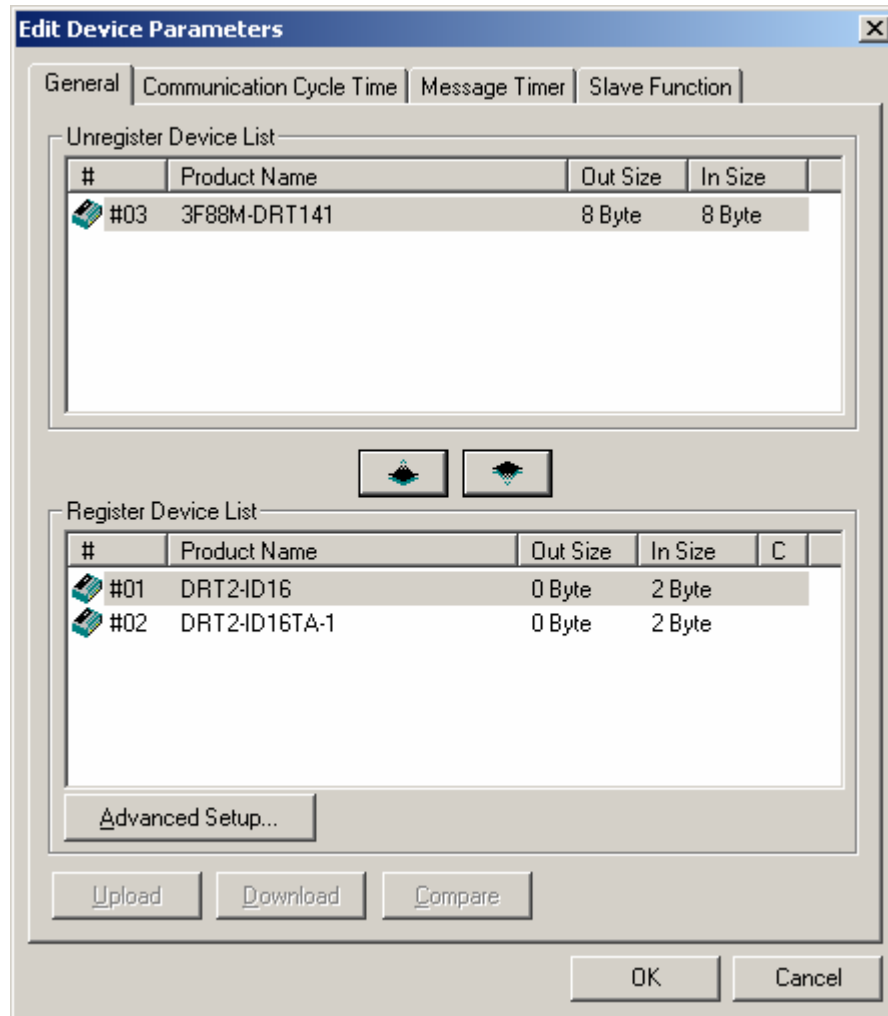 Edit Device Parameters
General Communication Cycle Time Message Timer Slave Function
Unregister Device List
# Product Name Out Size In Size
#03 3F88M-DRT141 8 Byte 8 Byte
Register Device List
# Product Name Out Size In Size C
#01 DRT2-ID16 0 Byte 2 Byte
#02 DRT2-ID16TA-1 0 Byte 2 Byte
Advanced Setup...
Upload Download Compare
OK Cancel